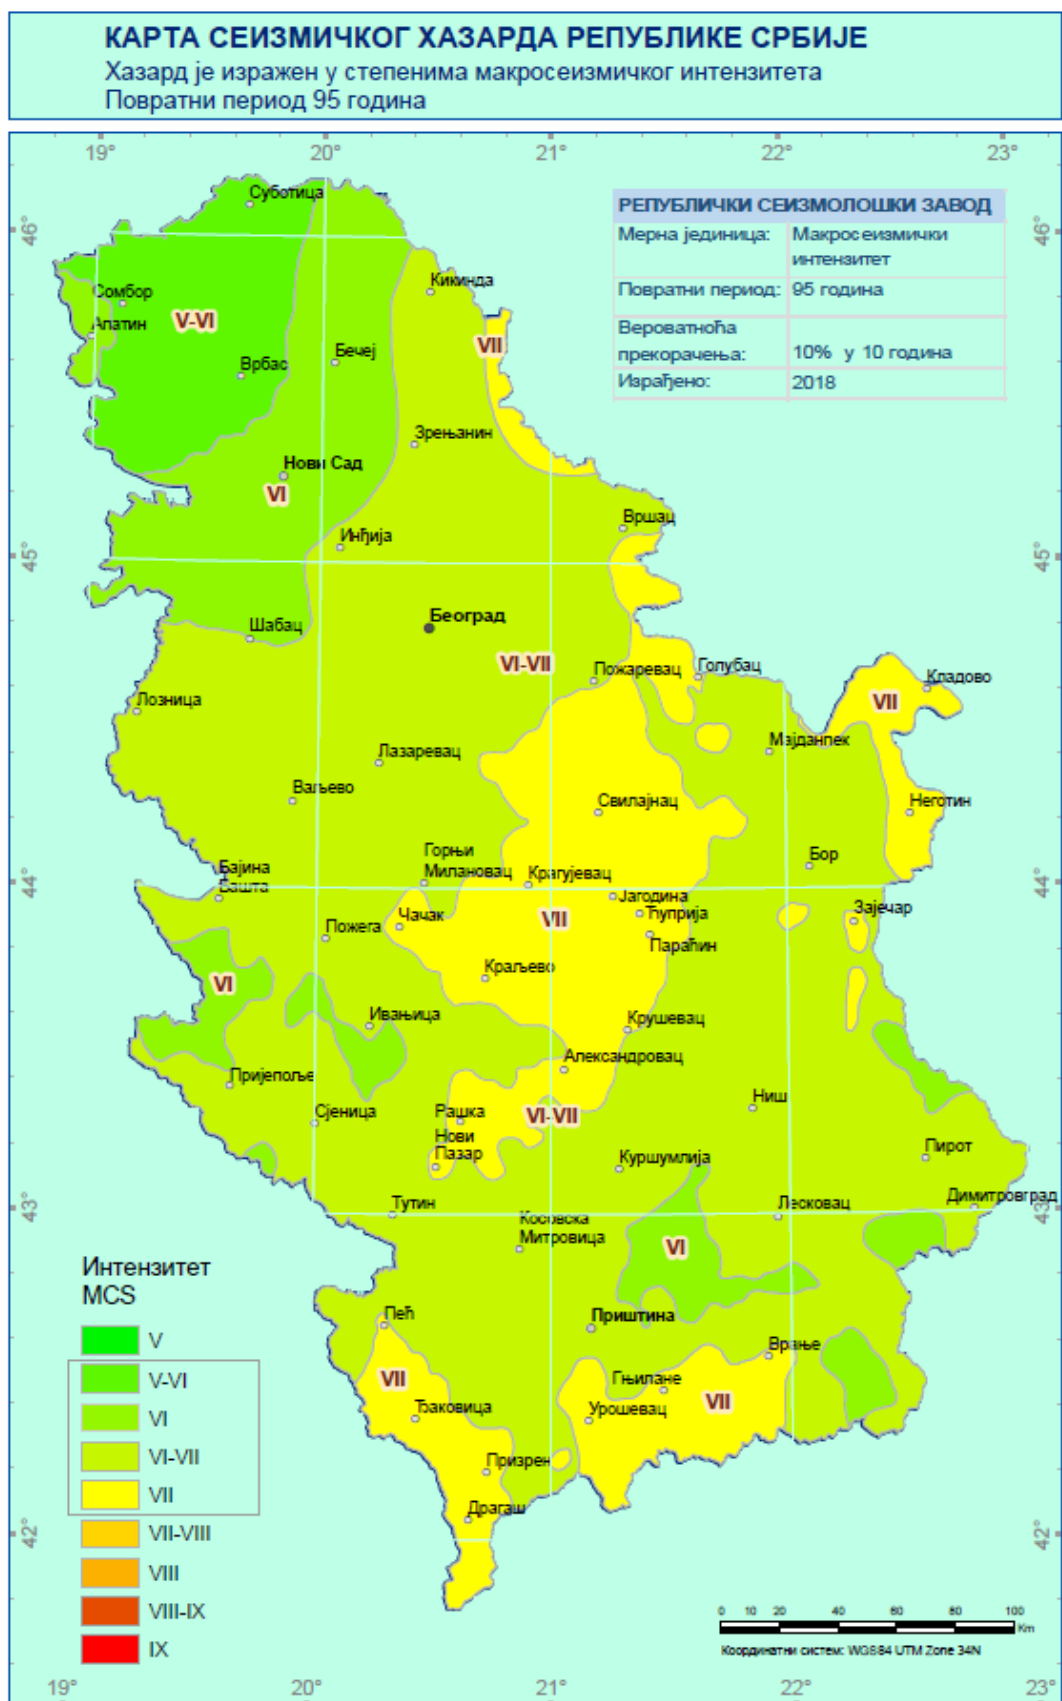 КАРТА СЕИЗМИЧКОГ ХАЗАРДА РЕПУБЛИКЕ СРБИЈЕ
Хазард је изражен у степенима макросеизмичког интензитета
Повратни период 95 година
19° 20° 21° 22° 23°
РЕПУБЛИЧКИ СЕИЗМОЛОШКИ ЗАВОД
Мерна јединица: Макросеизмички
интензитет
Повратни период: 95 година
Вероватноћа
прекорачења: 10% у 10 година
Израђено: 2018
46° 46°
Суботица
Кикинда
Сомбор
Апатин
V-VI
VII
Бечеј
Врбас
Зрењанин
Нови Сад
VI
Вршац
Инђија
45° 45°
Београд
Шабац
VI-VII
Пожаревац
Голубац
Кладово
Лозница
VII
Мајданпек
Лазаревац
Ваљево
Свилајнац
Неготин
Горњи
Милановац
Бор
Бајина
Башта
Крагујевац
44° 44°
Јагодина
Чачак
VII
Ћуприја
Зајечар
Пожега
Параћин
Краљево
VI
Ивањица
Крушевац
Александровац
Пријепоље
Ниш
Сјеница
Рашка
VI-VII
Нови
Пазар
Куршумлија
Пирот
Тутин
Лесковац
Димитровград
43° 43°
Косовска
Митровица
VI
Интензитет
MCS
V
V-VI
VI
VI-VII
VII
VII-VIII
VIII
VIII-IX
IX
Пећ
Приштина
Врање
VII
Гњилане
VII
Ђаковица
Урошевац
Призрен
Драгаш
42° 42°
0 10 20 40 60 80 100
Km
Координатни систем: WGS84 UTM Zone 34N
19° 20° 21° 22° 23°